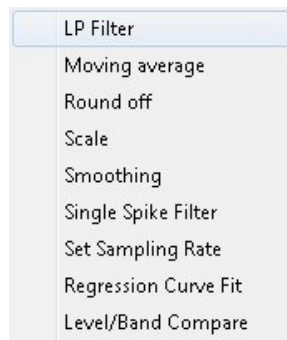 LP Filter
Moving average
Round off
Scale
Smoothing
Single Spike Filter
Set Sampling Rate
Regression Curve Fit
Level/Band Compare